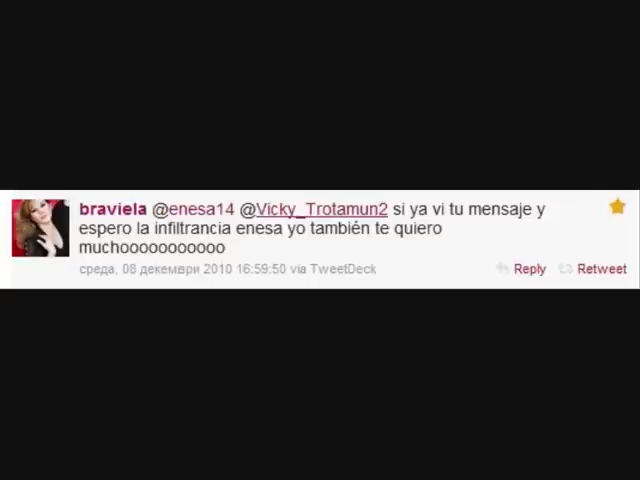 braviela @enesa14 @Vicky_Trotamun2 si ya vi tu mensaje y
espero la infiltrancia enesa yo también te quiero
muchooooooooooo
среда, 08 декември 2010 16:59:50 via TweetDeck Reply Retweet